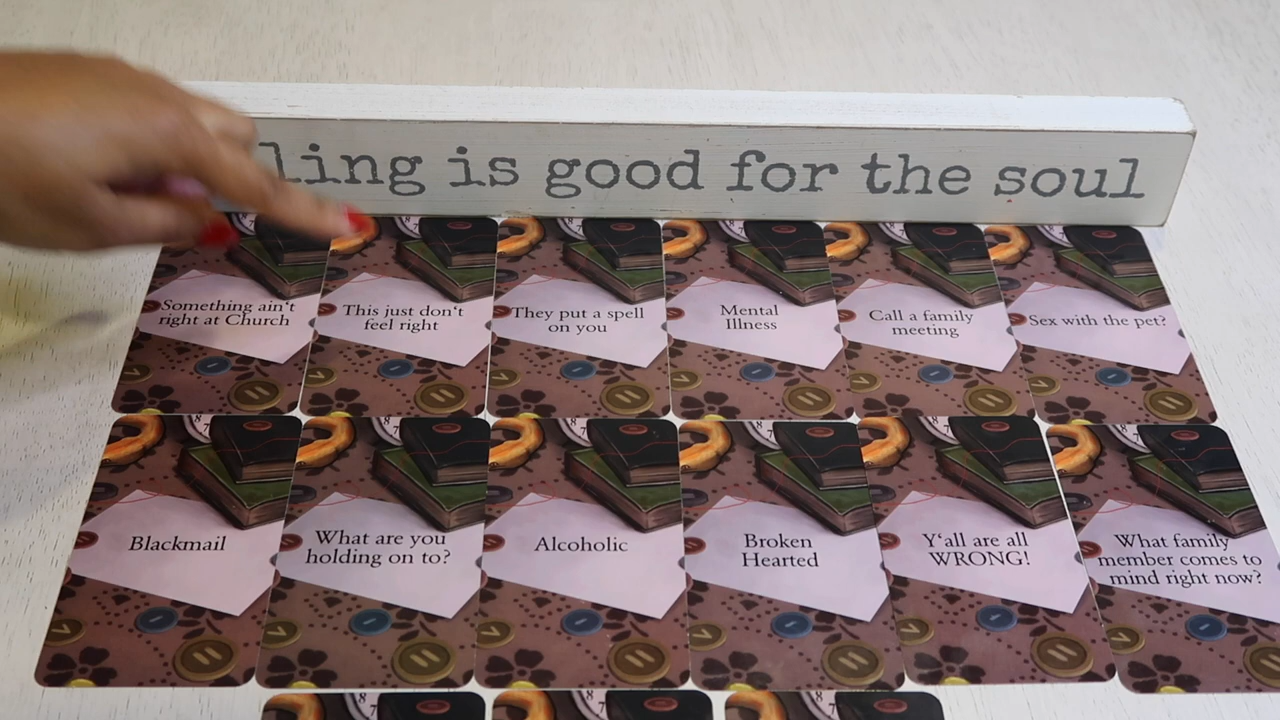 ling is good for the soul
Something ain't
right at Church
This just don't
feel right
They put a spell
on you
Mental
Illness
Call a family
meeting
Sex with the pet?
Blackmail
What are you
holding on to?
Alcoholic
Broken
Hearted
Y'all are all
WRONG!
What family
member comes to
mind right now?